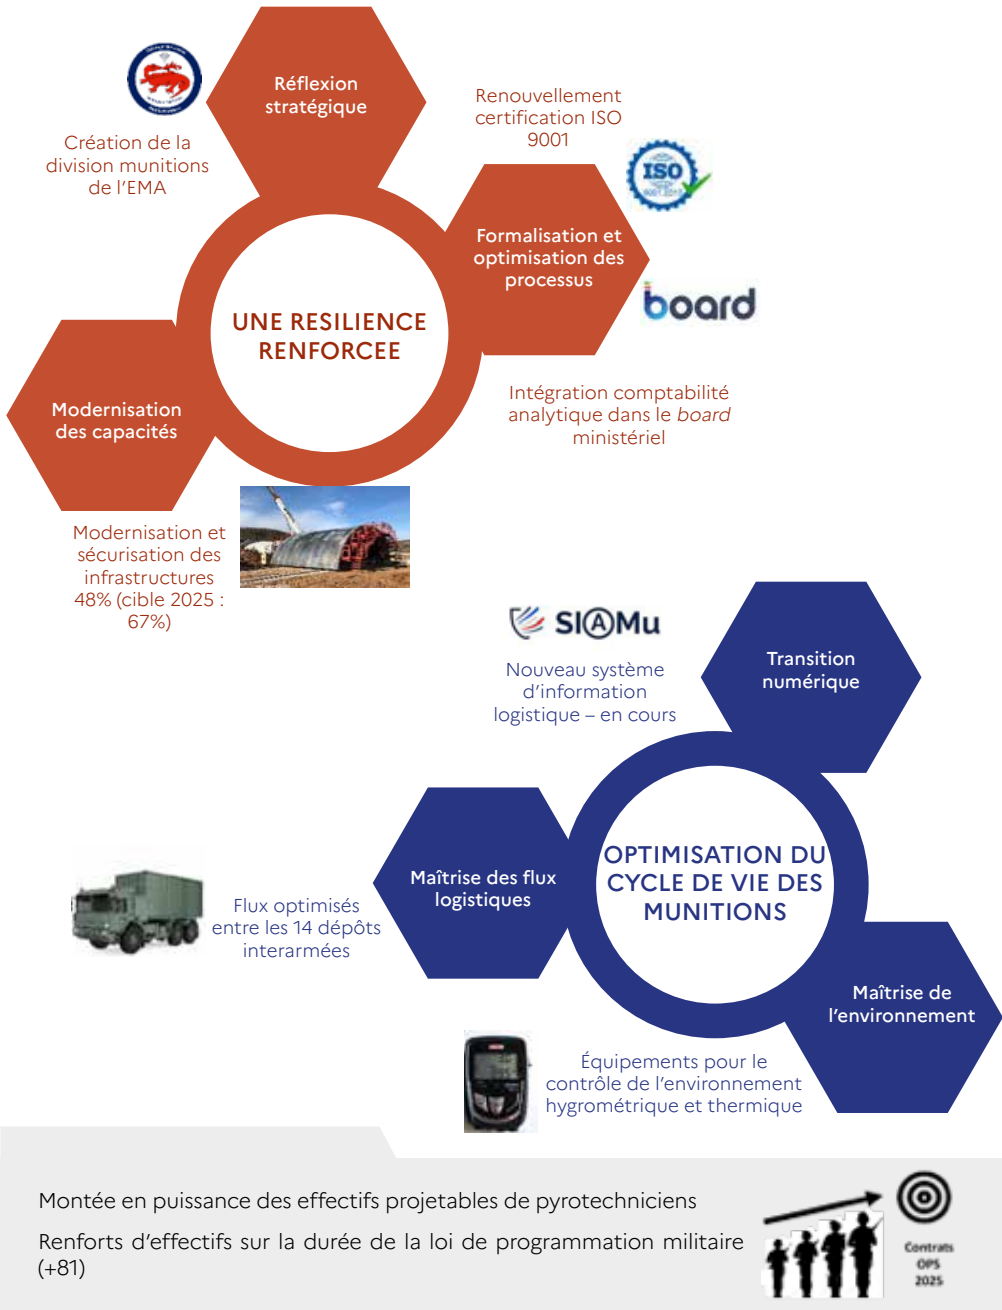 Réflexion
stratégique
Création de la
division munitions
de l'EMA
Renouvellement
certification ISO
9001
ISO
Formalisation et
optimisation des
processus
board
UNE RESILIENCE
RENFORCEE
Intégration comptabilité
analytique dans le board
ministériel
Modernisation
des capacités
Modernisation et
sécurisation des
infrastructures
48% (cible 2025 :
67%)
SIAMu
Nouveau système
d'information
logistique – en cours
Transition
numérique
Maîtrise des flux
logistiques
OPTIMISATION DU
CYCLE DE VIE DES
MUNITIONS
Flux optimisés
entre les 14 dépôts
interarmées
Maîtrise de
l'environnement
Équipements pour le
contrôle de l'environnement
hygrométrique et thermique
Montée en puissance des effectifs projetables de pyrotechniciens
Renforts d'effectifs sur la durée de la loi de programmation militaire
(+81)
Contrats
OPS
2025